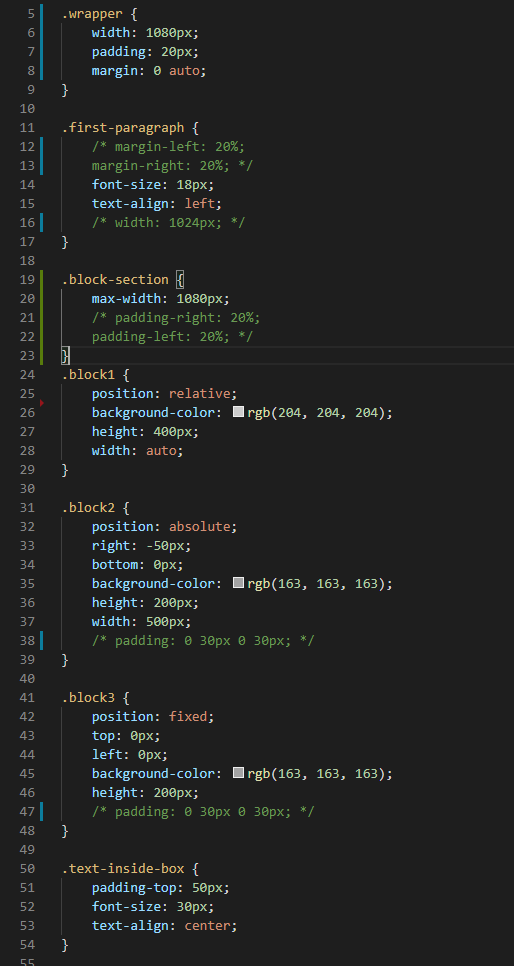 5 .wrapper {
6 width: 1080px;
7 padding: 20px;
8 margin: 0 auto;
9 }
10
11 .first-paragraph {
12 /* margin-left: 20%;
13 margin-right: 20%; */
14 font-size: 18px;
15 text-align: left;
16 /* width: 1024px; */
17 }
18
19 .block-section {
20 max-width: 1080px;
21 /* padding-right: 20%;
22 padding-left: 20%; */
23 }
24 .block1 {
25 position: relative;
26 background-color: rgb(204, 204, 204);
27 height: 400px;
28 width: auto;
29 }
30
31 .block2 {
32 position: absolute;
33 right: -50px;
34 bottom: 0px;
35 background-color: rgb(163, 163, 163);
36 height: 200px;
37 width: 500px;
38 /* padding: 0 30px 0 30px; */
39 }
40
41 .block3 {
42 position: fixed;
43 top: 0px;
44 left: 0px;
45 background-color: rgb(163, 163, 163);
46 height: 200px;
47 /* padding: 0 30px 0 30px; */
48 }
49
50 .text-inside-box {
51 padding-top: 50px;
52 font-size: 30px;
53 text-align: center;
54 }
55